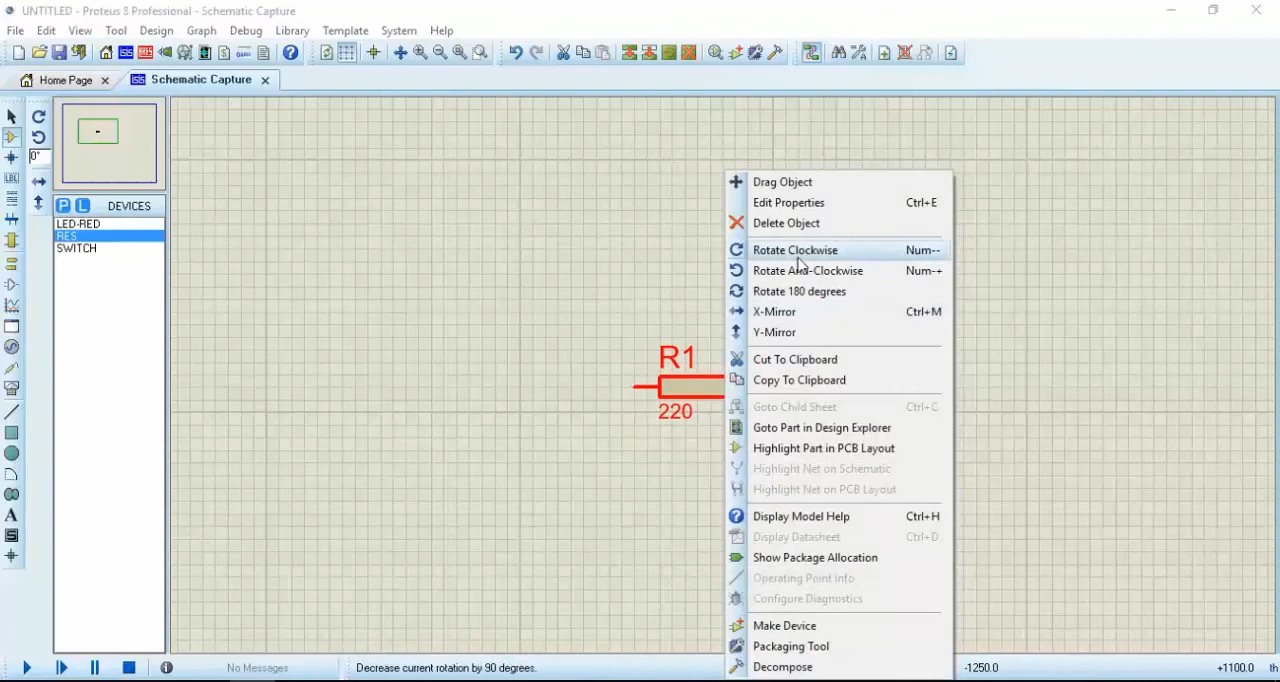 UNTITLED - Proteus 8 Professional - Schematic Capture
File Edit View Tool Design Graph Debug Library Template System Help
Home Page Schematic Capture
LBL
0°
P L DEVICES
LED-RED
RES
SWITCH
A
S
R1
220
Drag Object
Edit Properties Ctrl+E
Delete Object
Rotate Clockwise Num--
Rotate Anti-Clockwise Num-+
Rotate 180 degrees
X-Mirror Ctrl+M
Y-Mirror
Cut To Clipboard
Copy To Clipboard
Goto Child Sheet Ctrl+C
Goto Part in Design Explorer
Highlight Part in PCB Layout
Highlight Net on Schematic
Highlight Net on PCB Layout
Display Model Help Ctrl+H
Display Datasheet Ctrl+D
Show Package Allocation
Operating Point Info
Configure Diagnostics
Make Device
Packaging Tool
Decompose
No Messages Decrease current rotation by 90 degrees. -1250.0 +1100.0 th